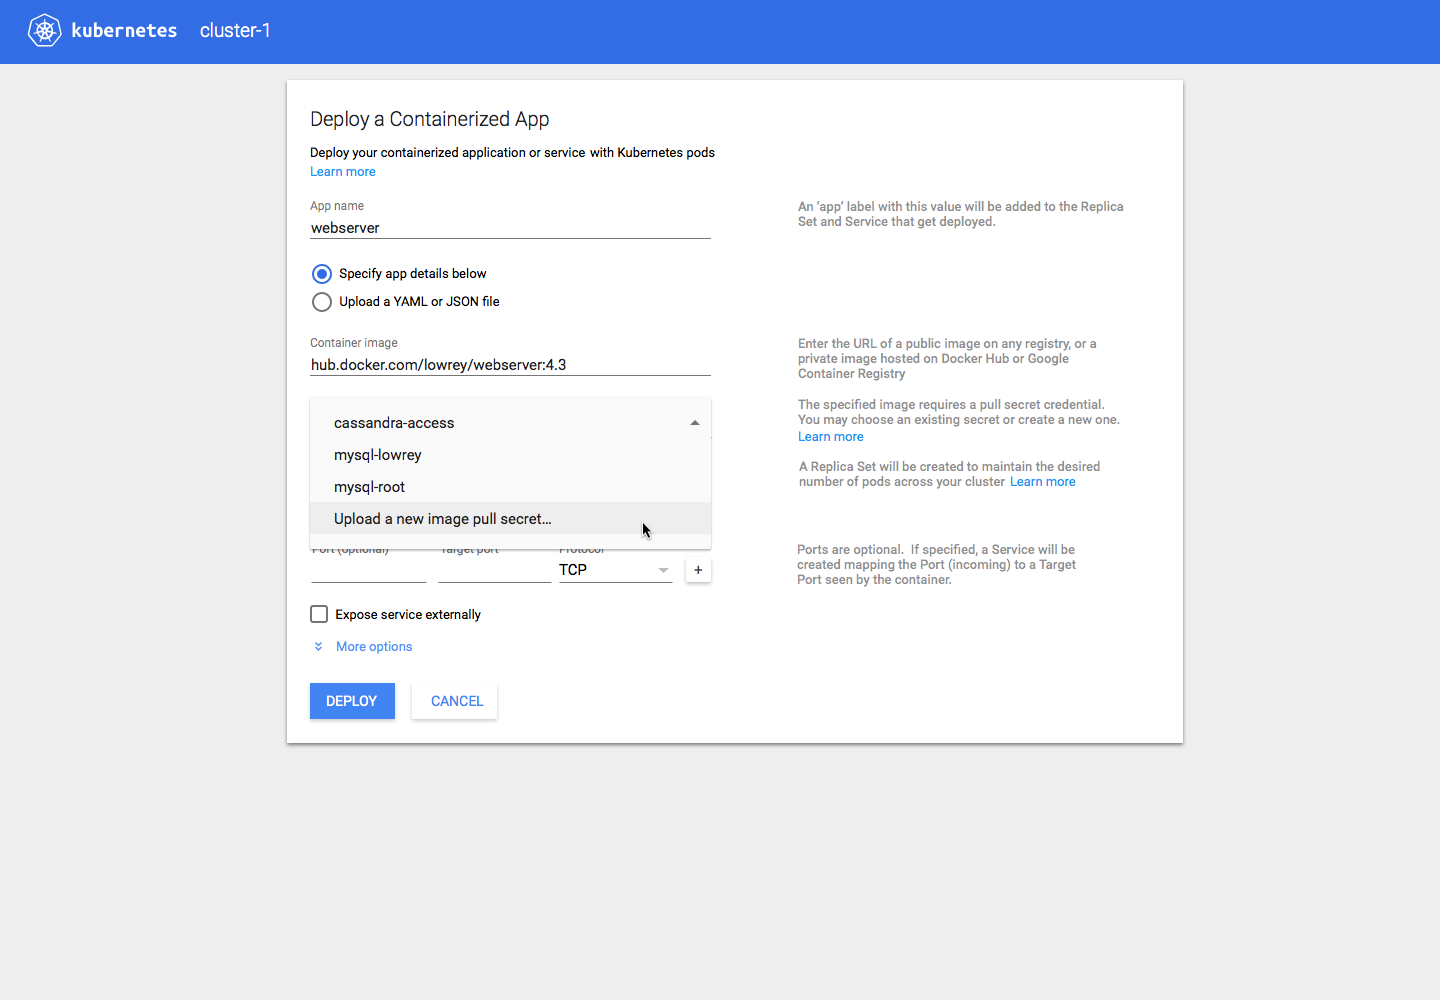 kubernetes cluster-1
Deploy a Containerized App
Deploy your containerized application or service with Kubernetes pods
Learn more
App name
webserver
An ‘app’ label with this value will be added to the Replica
Set and Service that get deployed.
Specify app details below
Upload a YAML or JSON file
Container image
hub.docker.com/lowrey/webserver:4.3
Enter the URL of a public image on any registry, or a
private image hosted on Docker Hub or Google
Container Registry
cassandra-access
mysql-lowrey
mysql-root
Upload a new image pull secret...
The specified image requires a pull secret credential.
You may choose an existing secret or create a new one.
Learn more
A Replica Set will be created to maintain the desired
number of pods across your cluster Learn more
Port (optional) Target port Protocol
TCP +
Ports are optional. If specified, a Service will be
created mapping the Port (incoming) to a Target
Port seen by the container.
Expose service externally
More options
DEPLOY CANCEL